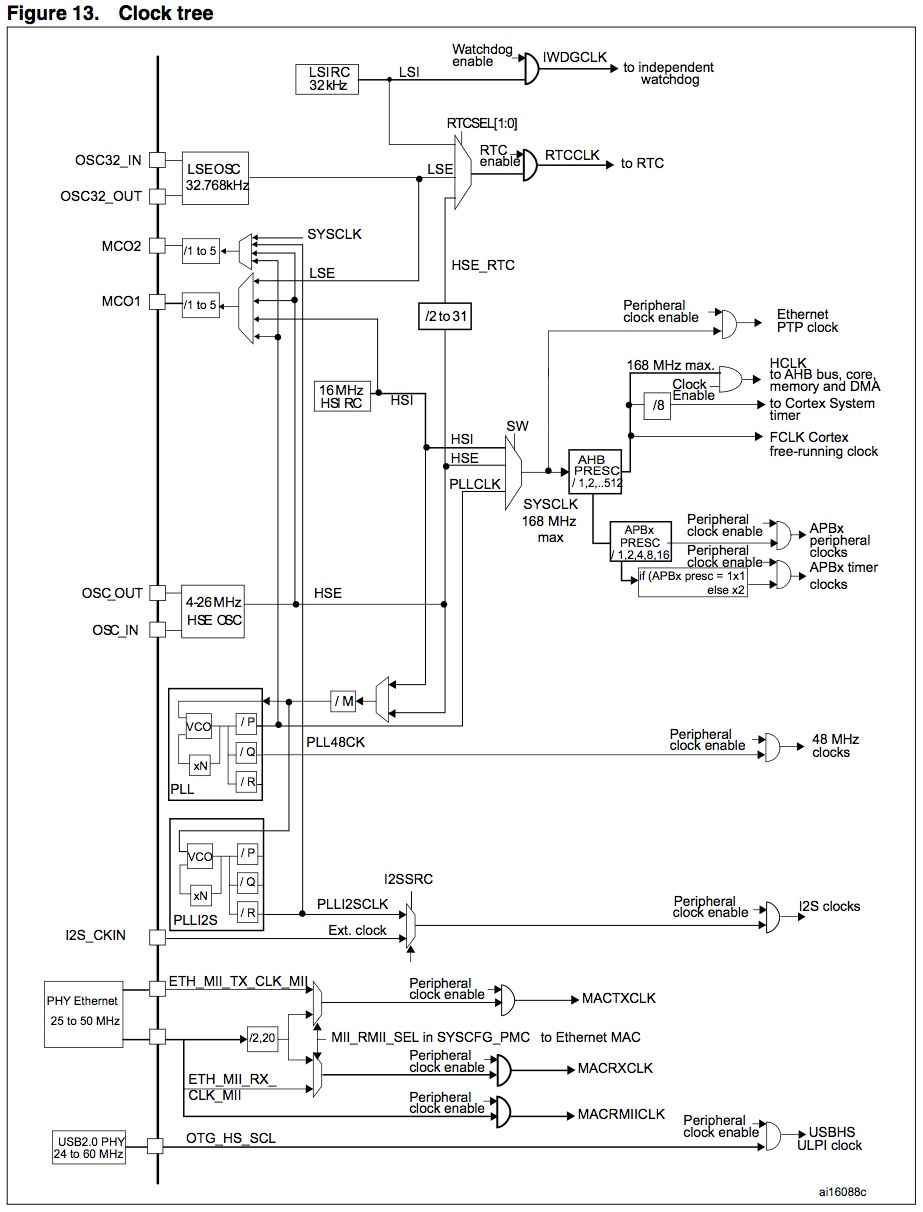 Figure 13. Clock tree
Watchdog
enable
IWDGCLK
to independent
watchdog
LSIRC
32kHz
LSI
RTCSEL[1:0]
RTC
enable
RTCCLK
to RTC
OSC32_IN
LSEOSC
32.768kHz
LSE
OSC32_OUT
SYSCLK
MCO2
/1 to 5
LSE
HSE_RTC
MCO1
/1 to 5
/2 to 31
Peripheral
clock enable
Ethernet
PTP clock
168 MHz max.
HCLK
to AHB bus, core,
memory and DMA
Clock
Enable
/8
to Cortex System
timer
16MHz
HSI RC
HSI
SW
HSI
HSE
PLLCLK
FCLK Cortex
free-running clock
AHB
PRESC
/ 1,2,..512
SYSCLK
168 MHz
max
APBx
PRESC
/ 1,2,4,8,16
Peripheral
clock enable
APBx
peripheral
clocks
Peripheral
clock enable
if (APBx presc = 1x1
else x2
APBx timer
clocks
OSC_OUT
4-26MHz
HSE OSC
HSE
OSC_IN
/ M
VCO
xN
/ P
/ Q
/ R
PLL
PLL48CK
Peripheral
clock enable
48 MHz
clocks
VCO
xN
/ P
/ Q
/ R
PLLI2S
I2SSRC
PLLI2SCLK
Peripheral
clock enable
I2S clocks
I2S_CKIN
Ext. clock
PHY Ethernet
25 to 50 MHz
ETH_MII_TX_CLK_MII
Peripheral
clock enable
MACTXCLK
/2,20
MII_RMII_SEL in SYSCFG_PMC to Ethernet MAC
ETH_MII_RX_
CLK_MII
Peripheral
clock enable
MACRXCLK
Peripheral
clock enable
MACRMIICLK
USB2.0 PHY
24 to 60 MHz
OTG_HS_SCL
Peripheral
clock enable
USBHS
ULPI clock
ai16088c